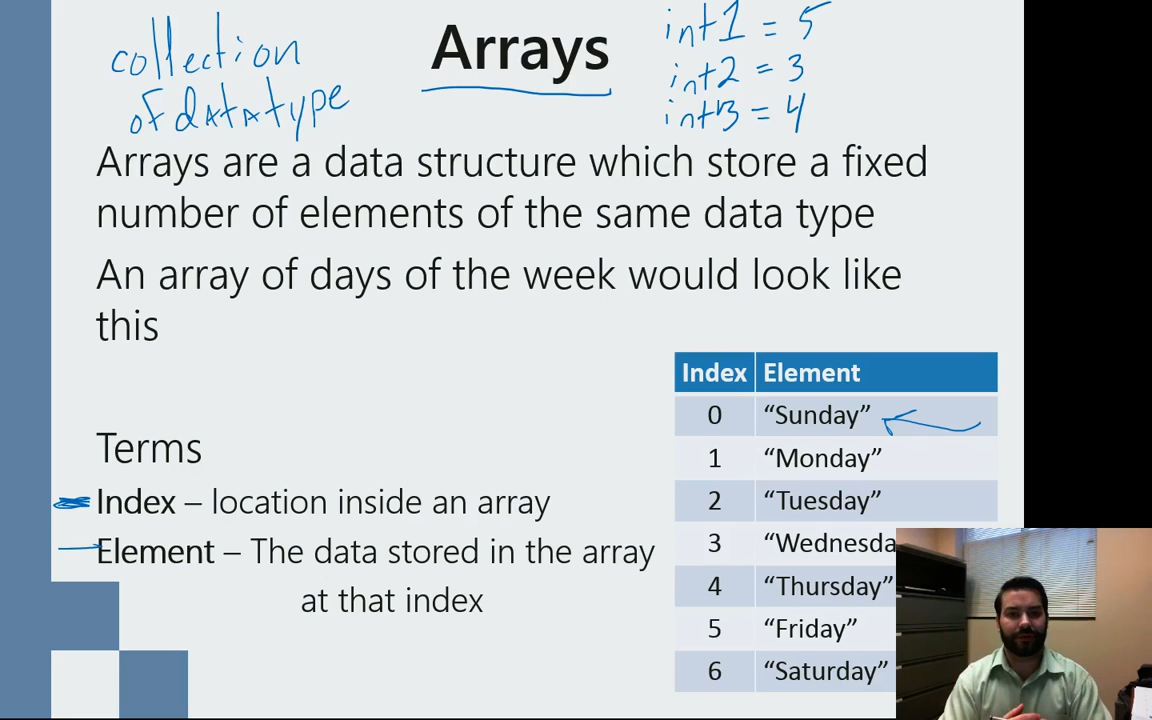 collection
of datatype
Arrays
int1 = 5
int2 = 3
int3 = 4
Arrays are a data structure which store a fixed
number of elements of the same data type
An array of days of the week would look like
this
Terms
Index – location inside an array
Element – The data stored in the array
at that index
Index Element
0 “Sunday”
1 “Monday”
2 “Tuesday”
3 “Wednesda
4 “Thursday”
5 “Friday”
6 “Saturday”